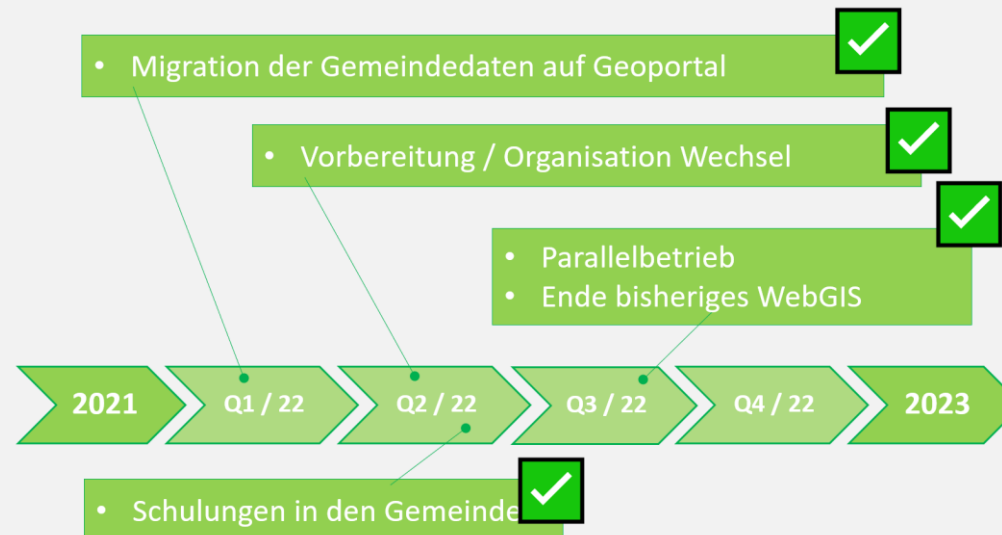 • Migration der Gemeindedaten auf Geoportal
• Vorbereitung / Organisation Wechsel
• Parallelbetrieb
• Ende bisheriges WebGIS
2021 Q1 / 22 Q2 / 22 Q3 / 22 Q4 / 22 2023
• Schulungen in den Gemeinde